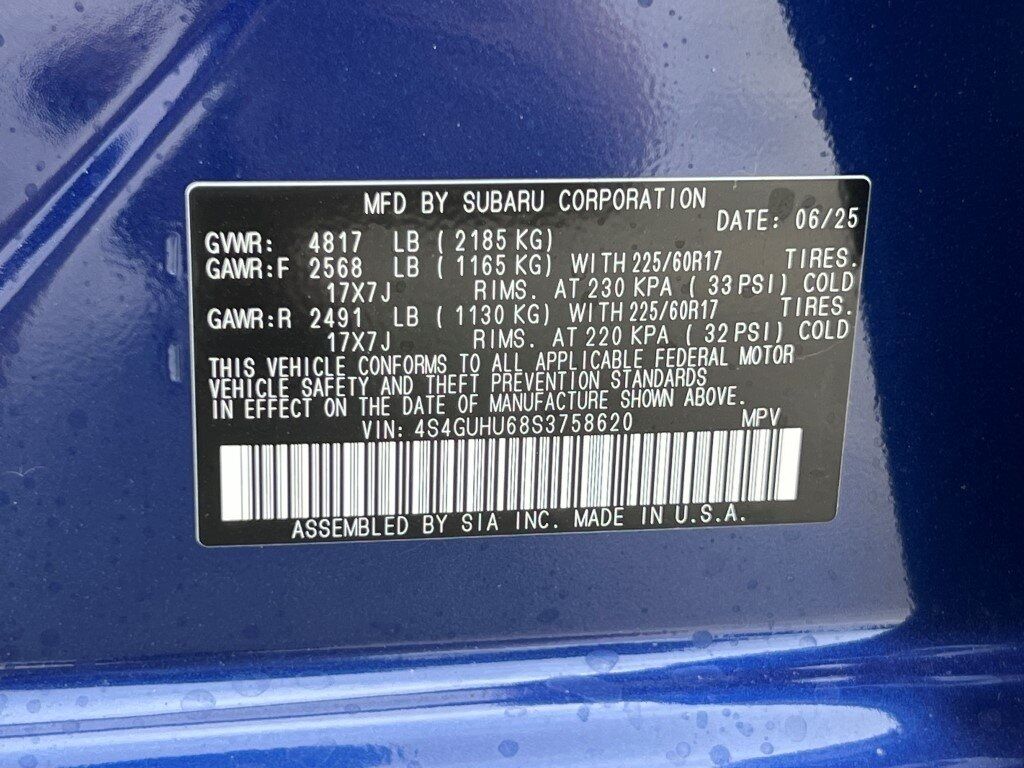 MFD BY SUBARU CORPORATION
DATE: 06/25
GVWR: 4817 LB ( 2185 KG)
GAWR:F 2568 LB ( 1165 KG) WITH 225/60R17 TIRES.
17X7J RIMS. AT 230 KPA ( 33 PSI) COLD
GAWR:R 2491 LB ( 1130 KG) WITH 225/60R17 TIRES.
17X7J RIMS. AT 220 KPA ( 32 PSI) COLD
THIS VEHICLE CONFORMS TO ALL APPLICABLE FEDERAL MOTOR
VEHICLE SAFETY AND THEFT PREVENTION STANDARDS
IN EFFECT ON THE DATE OF MANUFACTURE SHOWN ABOVE.
VIN: 4S4GUHU68S3758620 MPV
ASSEMBLED BY SIA INC. MADE IN U.S.A.